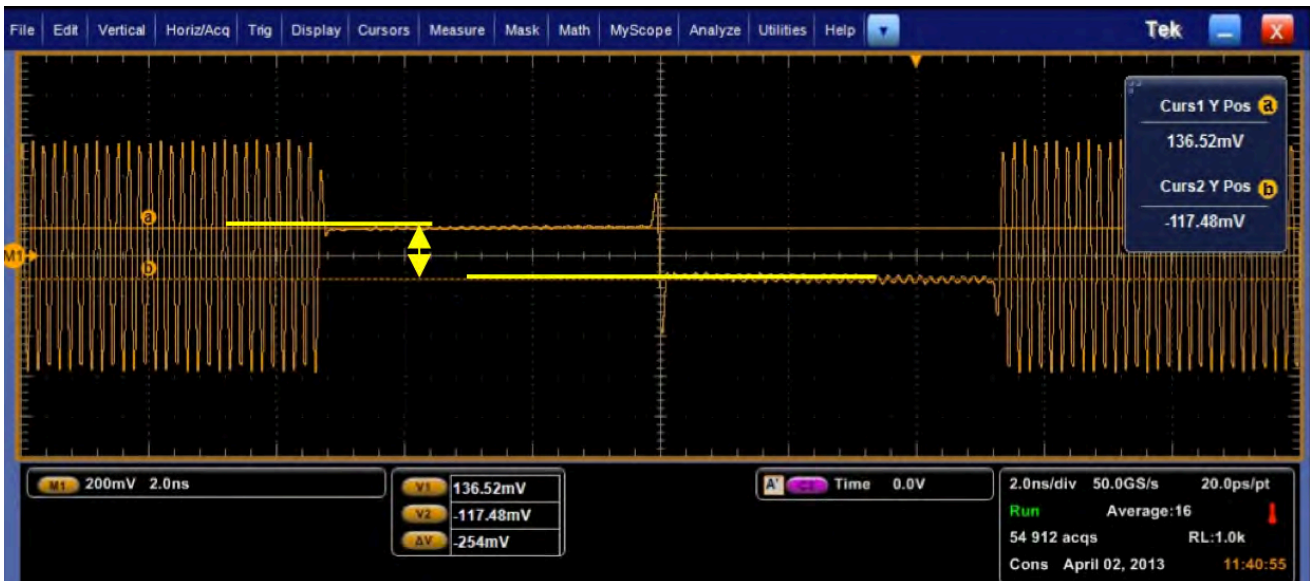 File Edit Vertical Horiz/Acq Trig Display Cursors Measure Mask Math MyScope Analyze Utilities Help Tek X
Curs1 Y Pos a
136.52mV
Curs2 Y Pos b
-117.48mV
a
M1
b
M1 200mV 2.0ns
V1 136.52mV
V2 -117.48mV
ΔV -254mV
A' Time 0.0V
2.0ns/div 50.0GS/s 20.0ps/pt
Run Average:16
54 912 acqs RL:1.0k
Cons April 02, 2013 11:40:55